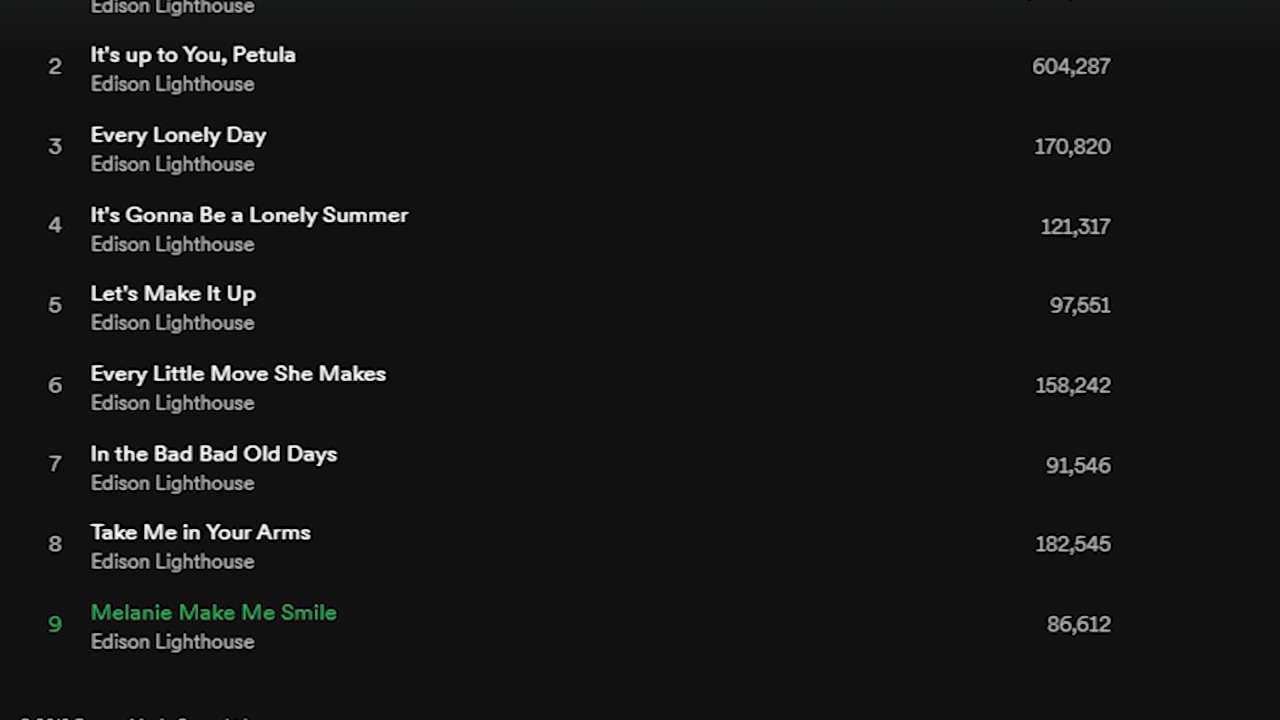 Edison Lighthouse
2
It's up to You, Petula
604,287
Edison Lighthouse
3
Every Lonely Day
170,820
Edison Lighthouse
4
It's Gonna Be a Lonely Summer
121,317
Edison Lighthouse
5
Let's Make It Up
97,551
Edison Lighthouse
6
Every Little Move She Makes
158,242
Edison Lighthouse
7
In the Bad Bad Old Days
91,546
Edison Lighthouse
8
Take Me in Your Arms
182,545
Edison Lighthouse
9
Melanie Make Me Smile
86,612
Edison Lighthouse